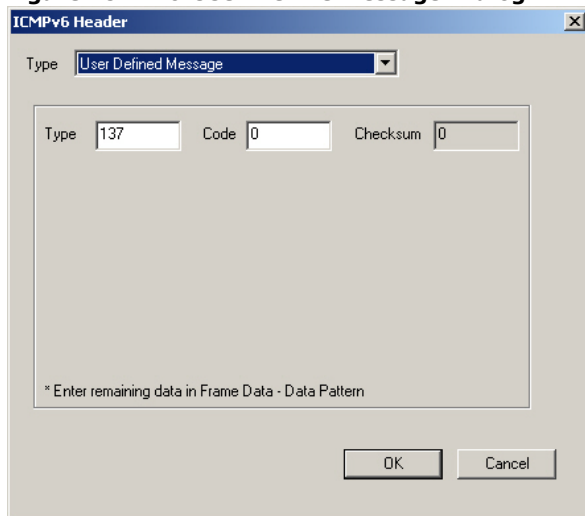 ICMPv6 Header
Type User Defined Message
Type 137 Code 0 Checksum 0
* Enter remaining data in Frame Data - Data Pattern
OK Cancel